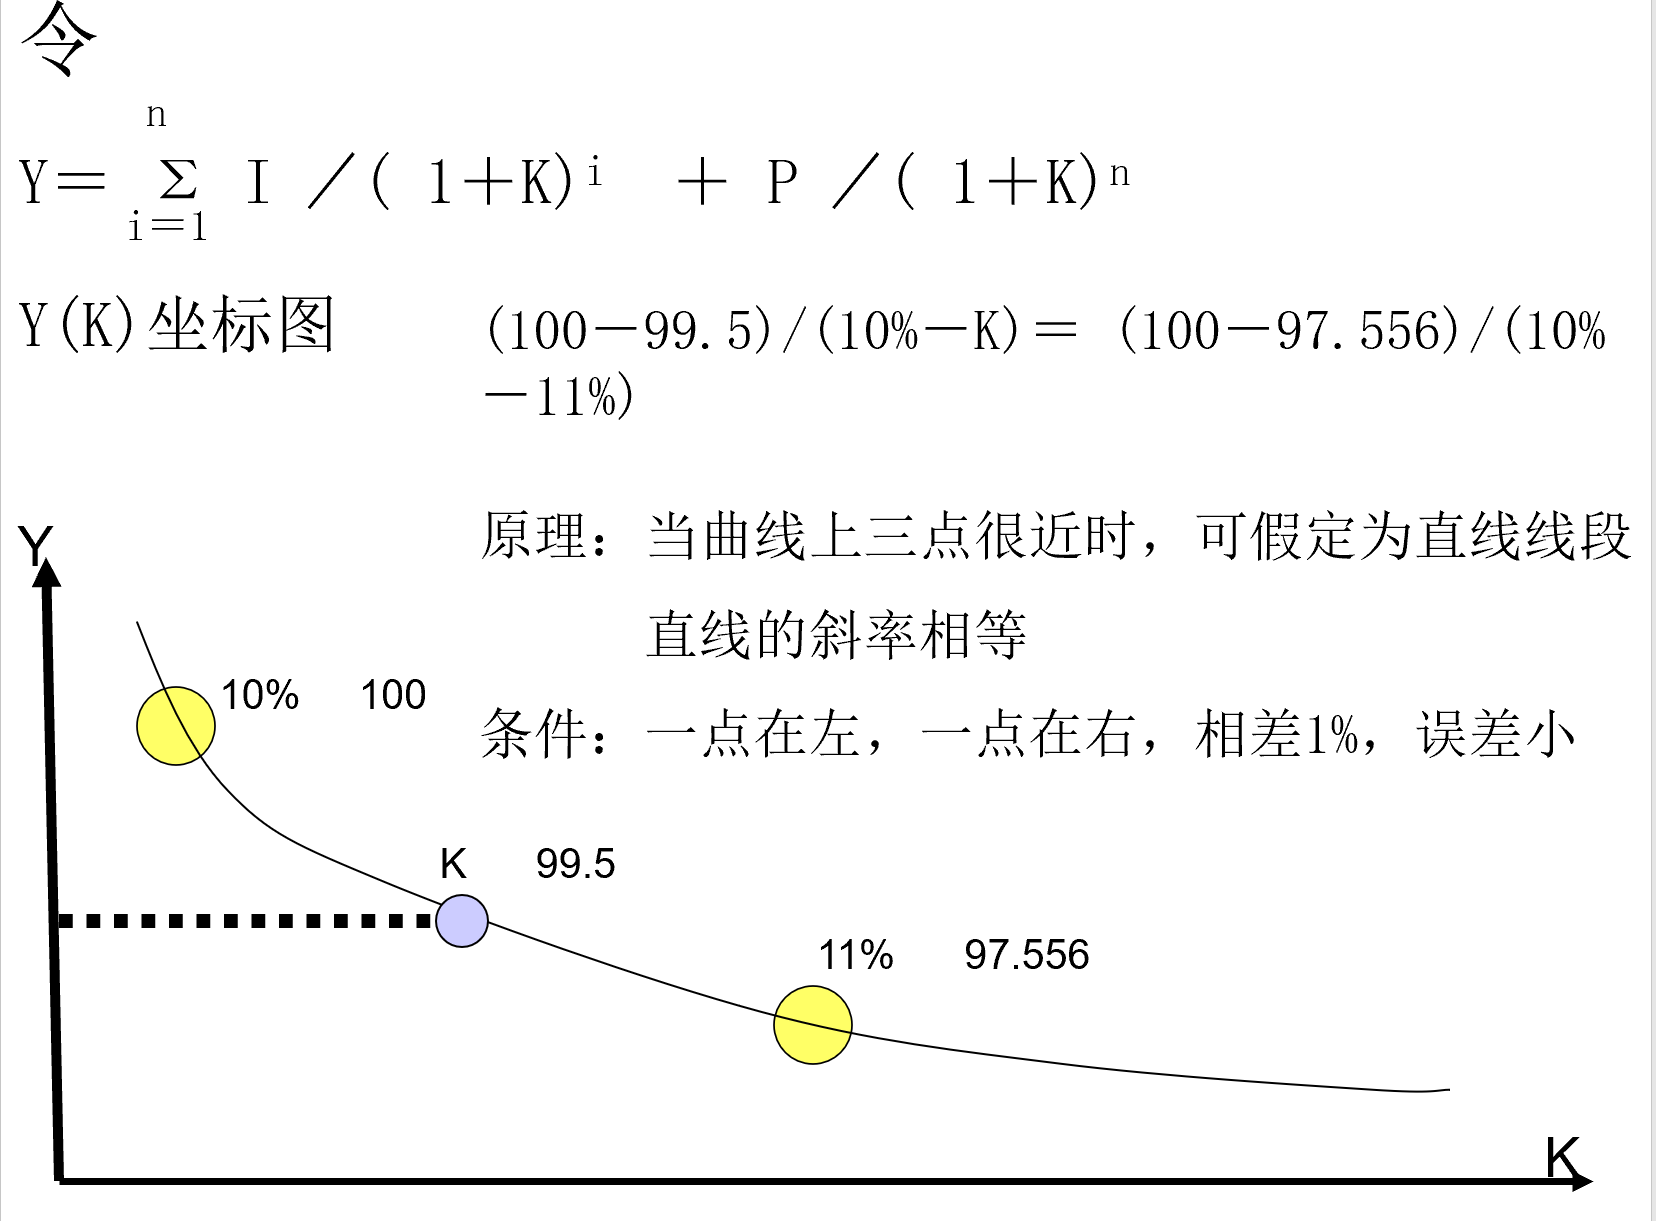 令
n
Y＝ Σ I ／( 1＋K)i ＋ P ／( 1＋K)n
i＝1
Y(K)坐标图
(100－99.5)/(10%－K)＝ (100－97.556)/(10%
－11%)
原理：当曲线上三点很近时，可假定为直线线段
直线的斜率相等
条件：一点在左，一点在右，相差1%，误差小
Y
10% 100
K 99.5
11% 97.556
K